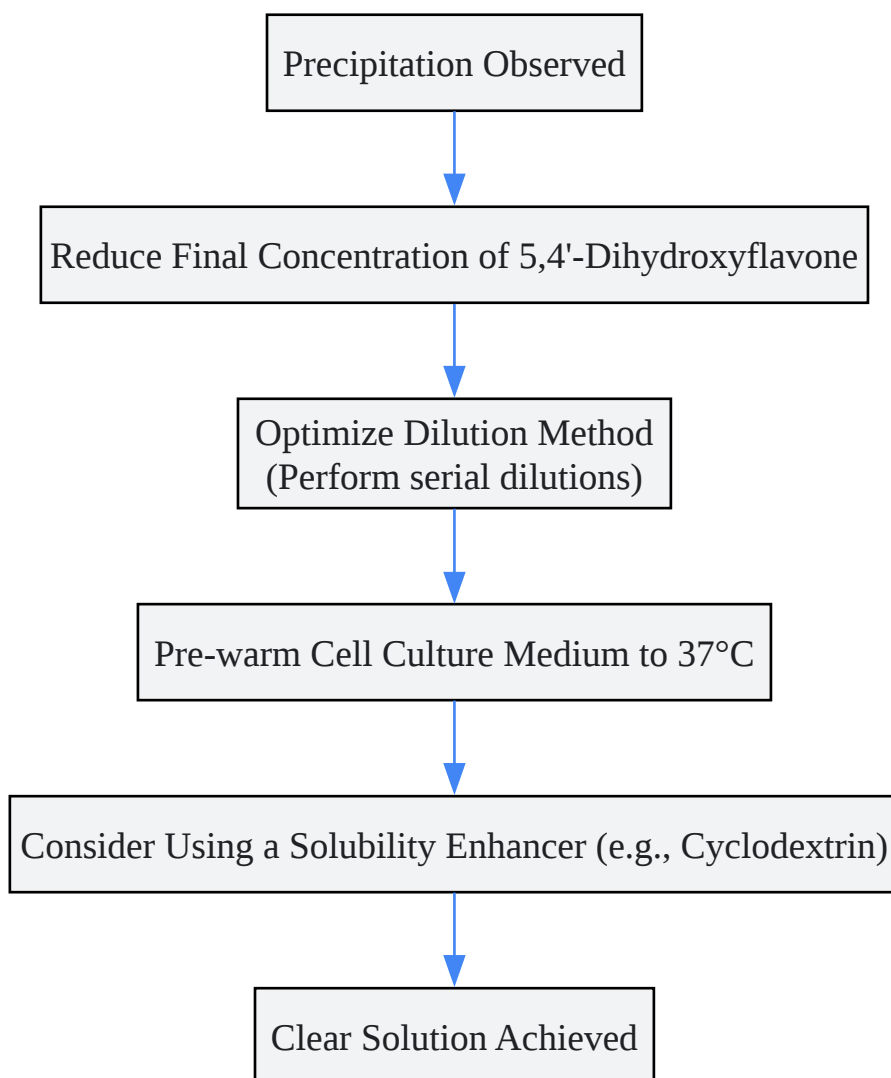 Precipitation Observed
Reduce Final Concentration of 5,4'-Dihydroxyflavone
Optimize Dilution Method
(Perform serial dilutions)
Pre-warm Cell Culture Medium to 37°C
Consider Using a Solubility Enhancer (e.g., Cyclodextrin)
Clear Solution Achieved